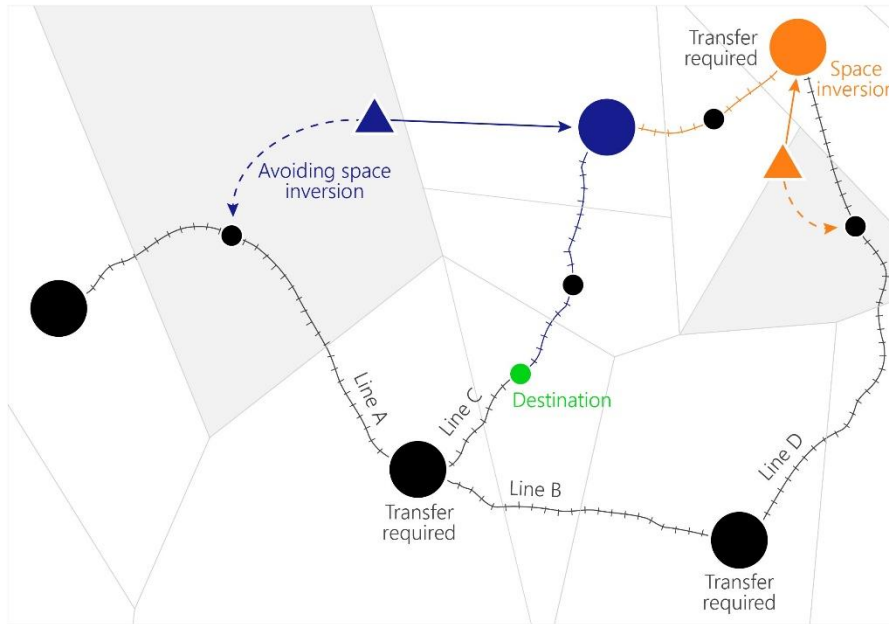 Transfer
required
Space
inversion
Avoiding space
inversion
Line A
Line C
Destination
Line B
Line D
Transfer
required
Transfer
required